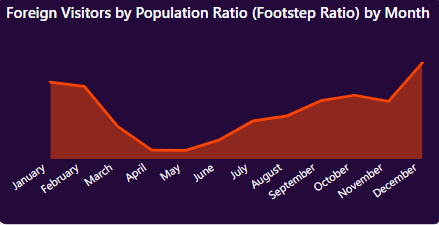 Foreign Visitors by Population Ratio (Footstep Ratio) by Month
January
February
March
April
May
June
July
August
September
October
November
December